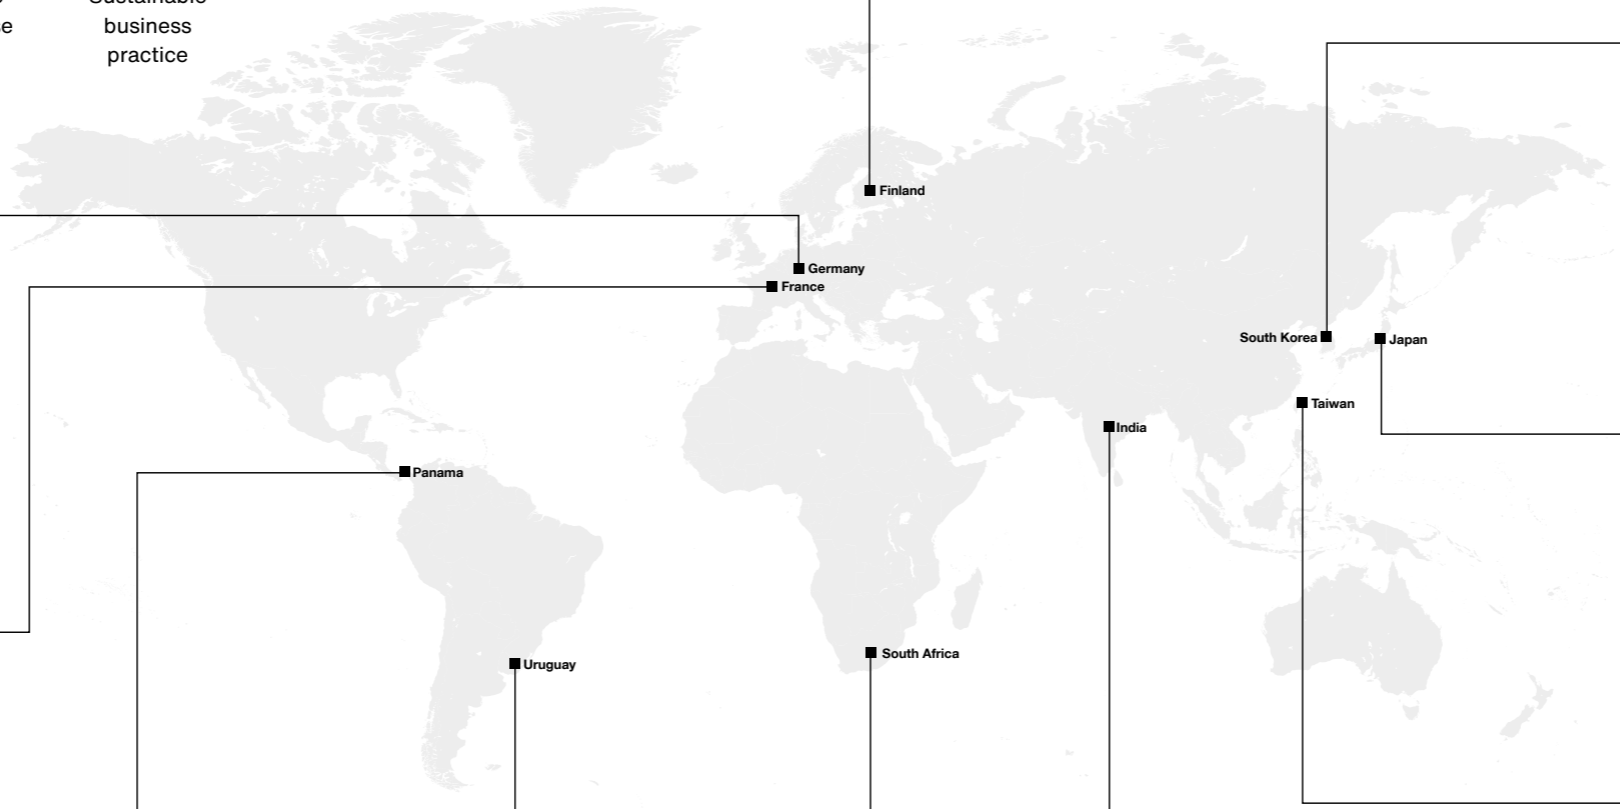 business
practice
Finland
Germany
France
South Korea
Japan
Taiwan
India
Panama
South Africa
Uruguay